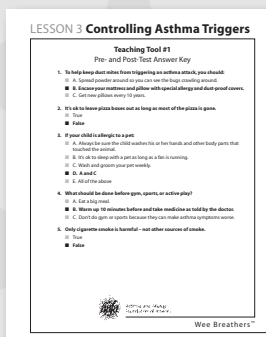 LESSON 3 Controlling Asthma Triggers
Teaching Tool #1
Pre- and Post-Test Answer Key
1. To help keep dust mites from triggering an asthma attack, you should:
A. Spread powder around so you can see the bugs crawling around.
B. Encase your mattress and pillow with special allergy and dust-proof covers.
C. Get new pillows every 10 years.
2. It's ok to leave pizza boxes out as long as most of the pizza is gone.
True
False
3. If your child is allergic to a pet:
A. Always be sure the child washes his or her hands and other body parts that
touched the animal.
B. It's ok to sleep with a pet as long as a fan is running.
C. Wash and groom your pet weekly.
D. A and C
E. All of the above
4. What should be done before gym, sports, or active play?
A. Eat a big meal.
B. Warm up 10 minutes before and take medicine as told by the doctor.
C. Don't do gym or sports because they can make asthma symptoms worse.
5. Only cigarette smoke is harmful – not other sources of smoke.
True
False
Asthma and Allergy
Foundation of America
Wee Breathers™